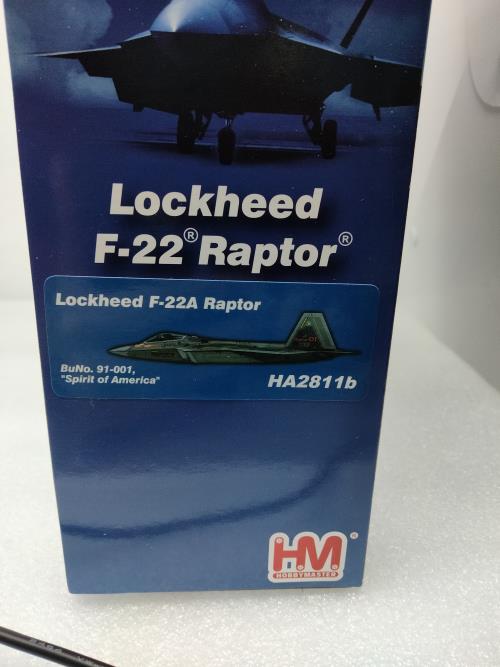 Lockheed
F-22® Raptor®
Lockheed F-22A Raptor
BuNo. 91-001,
"Spirit of America"
HA2811b
HM®
HOBBYMASTER